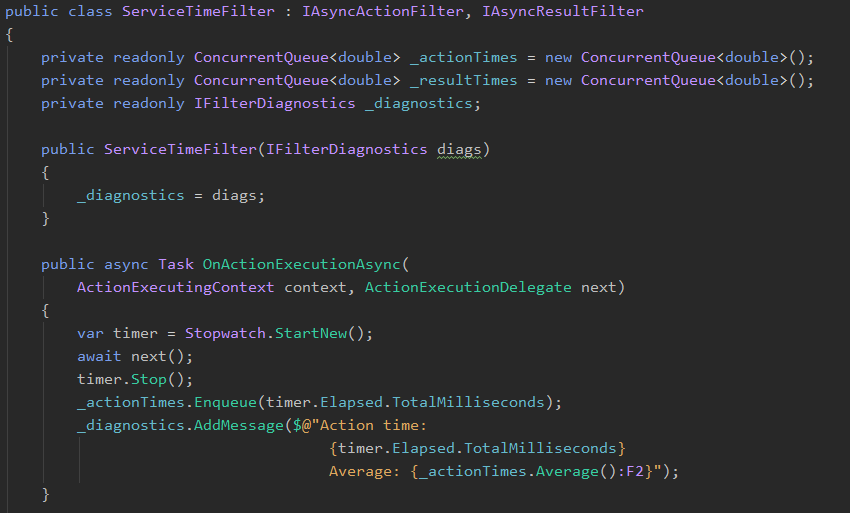 public class ServiceTimeFilter : IAsyncActionFilter, IAsyncResultFilter
{
    private readonly ConcurrentQueue<double> _actionTimes = new ConcurrentQueue<double>();
    private readonly ConcurrentQueue<double> _resultTimes = new ConcurrentQueue<double>();
    private readonly IFilterDiagnostics _diagnostics;

    public ServiceTimeFilter(IFilterDiagnostics diags)
    {
        _diagnostics = diags;
    }

    public async Task OnActionExecutionAsync(
        ActionExecutingContext context, ActionExecutionDelegate next)
    {
        var timer = Stopwatch.StartNew();
        await next();
        timer.Stop();
        _actionTimes.Enqueue(timer.Elapsed.TotalMilliseconds);
        _diagnostics.AddMessage($@"Action time:
                                    {timer.Elapsed.TotalMilliseconds}
                                    Average: {_actionTimes.Average():F2}");
    }